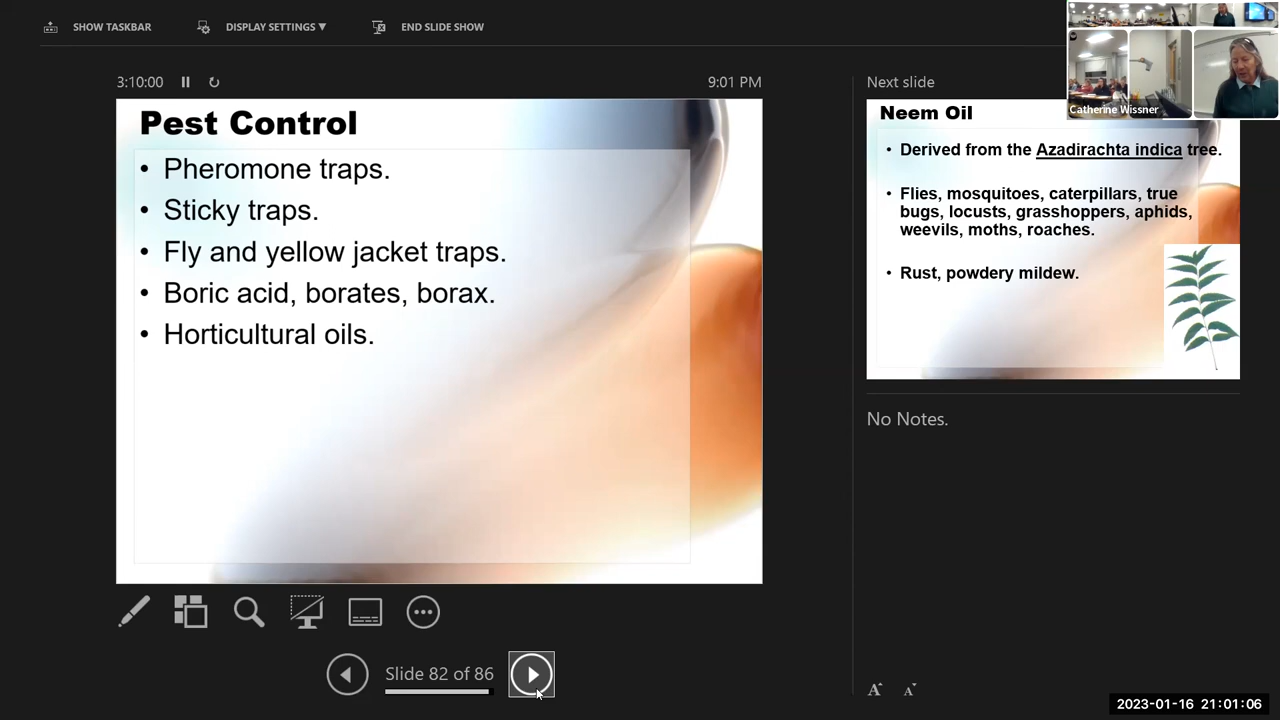 SHOW TASKBAR
DISPLAY SETTINGS ▼
END SLIDE SHOW
3:10:00
9:01 PM
Pest Control
• Pheromone traps.
• Sticky traps.
• Fly and yellow jacket traps.
• Boric acid, borates, borax.
• Horticultural oils.
Slide 82 of 86
Next slide
Catherine Wissner
Neem Oil
• Derived from the Azadirachta indica tree.
• Flies, mosquitoes, caterpillars, true
bugs, locusts, grasshoppers, aphids,
weevils, moths, roaches.
• Rust, powdery mildew.
No Notes.
A A
2023-01-16 21:01:06